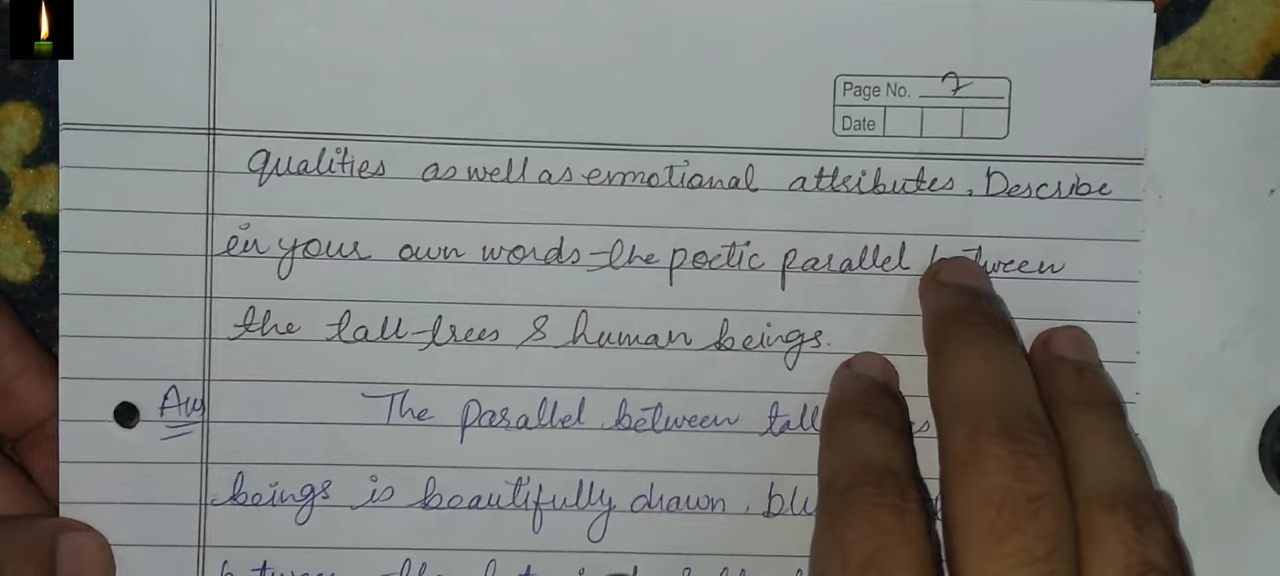 Page No. 7
Date
qualities as well as emotional attributes. Describe
in your own words the poetic parallel between
the tall trees & human beings.
Ans
The parallel between tall
beings is beautifully drawn,